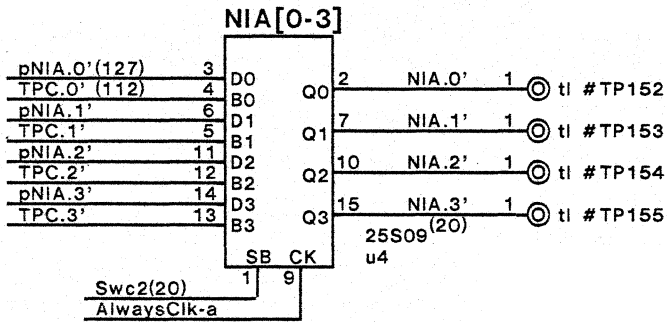 NIA[0-3]
pNIA.0'(127) 3 D0
TPC.0' (112) 4 B0
pNIA.1' 6 D1
TPC.1' 5 B1
pNIA.2' 11 D2
TPC.2' 12 B2
pNIA.3' 14 D3
TPC.3' 13 B3
Q0 2 NIA.0' 1 tl #TP152
Q1 7 NIA.1' 1 tl #TP153
Q2 10 NIA.2' 1 tl #TP154
Q3 15 NIA.3' 1 tl #TP155
(20)
25S09
u4
SB CK
1 9
Swc2(20)
AlwaysClk-a